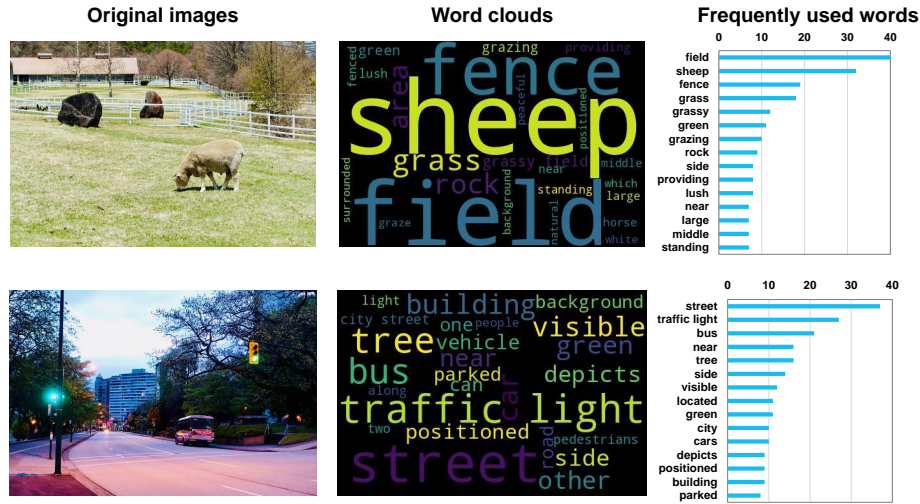 Original images
Word clouds
Frequently used words
fenced
green
grazing
providing
lush
area
fence
peaceful
positioned
sheep
grass
grassy field
middle
near
surrounded
rock
background
standing
which
large
field
graze
natural
horse
white
0 10 20 30 40
field
sheep
fence
grass
grassy
green
grazing
rock
side
providing
lush
near
large
middle
standing
light
building
background
city street
one
people
visible
tree
vehicle
green
near
bus
parked
depicts
can
along
car
traffic light
two
positioned
road
pedestrians
side
street
other
0 10 20 30 40
street
traffic light
bus
near
tree
side
visible
located
green
city
cars
depicts
positioned
building
parked